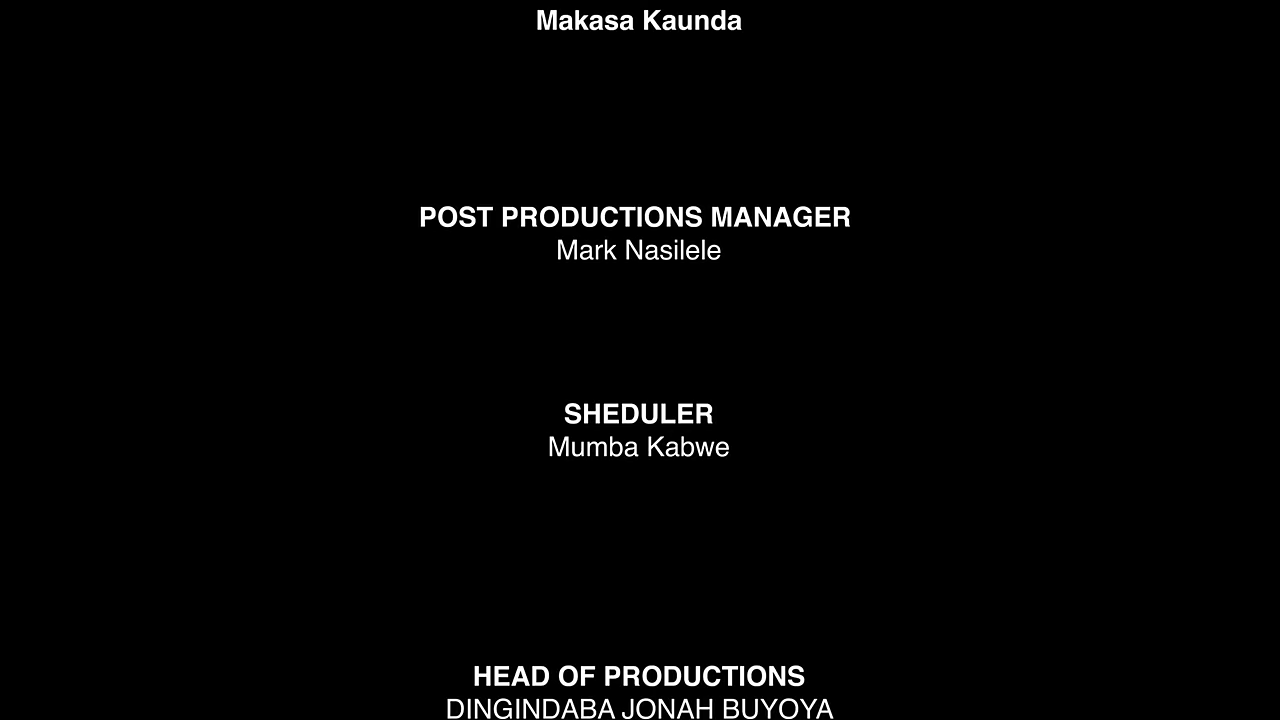 Makasa Kaunda
POST PRODUCTIONS MANAGER
Mark Nasilele
SHEDULER
Mumba Kabwe
HEAD OF PRODUCTIONS
DINGINDABA JONAH BUYOYA